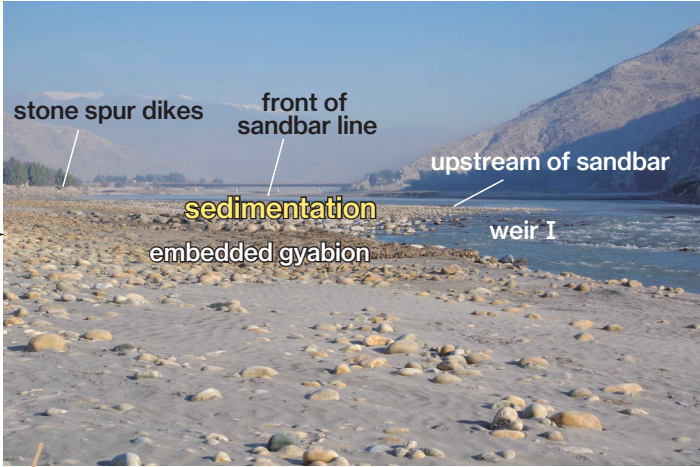 stone spur dikes
front of
sandbar line
upstream of sandbar
sedimentation
weir I
embedded gyabion